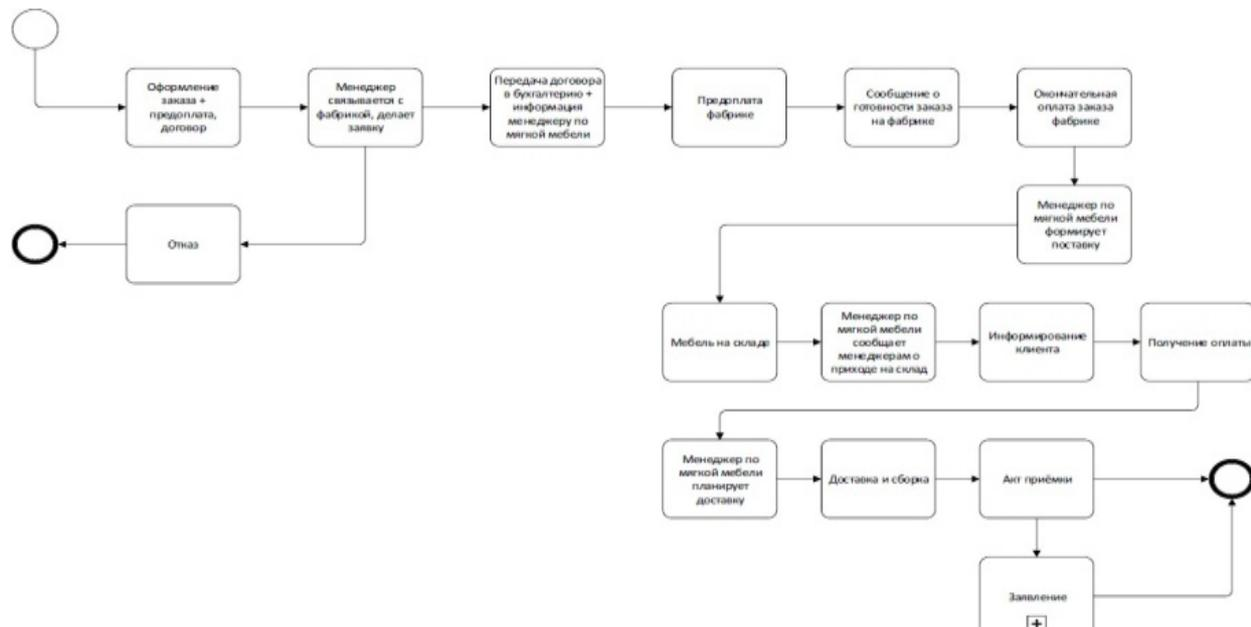 Оформление
заказа +
предоплата,
договор
Менеджер
связывается с
фабрикой, делает
заявку
Передача договора
в бухгалтерию +
информация
менеджеру по
мягкой мебели
Предоплата
фабрике
Сообщение о
готовности заказа
на фабрике
Окончательная
оплата заказа
фабрике
Отказ
Менеджер по
мягкой мебели
формирует
поставку
Мебель на складе
Менеджер по
мягкой мебели
сообщает
менеджерам о
приходе на склад
Информирование
клиента
Получение оплаты
Менеджер по
мягкой мебели
планирует
доставку
Доставка и сборка
Акт приёмки
Заявление